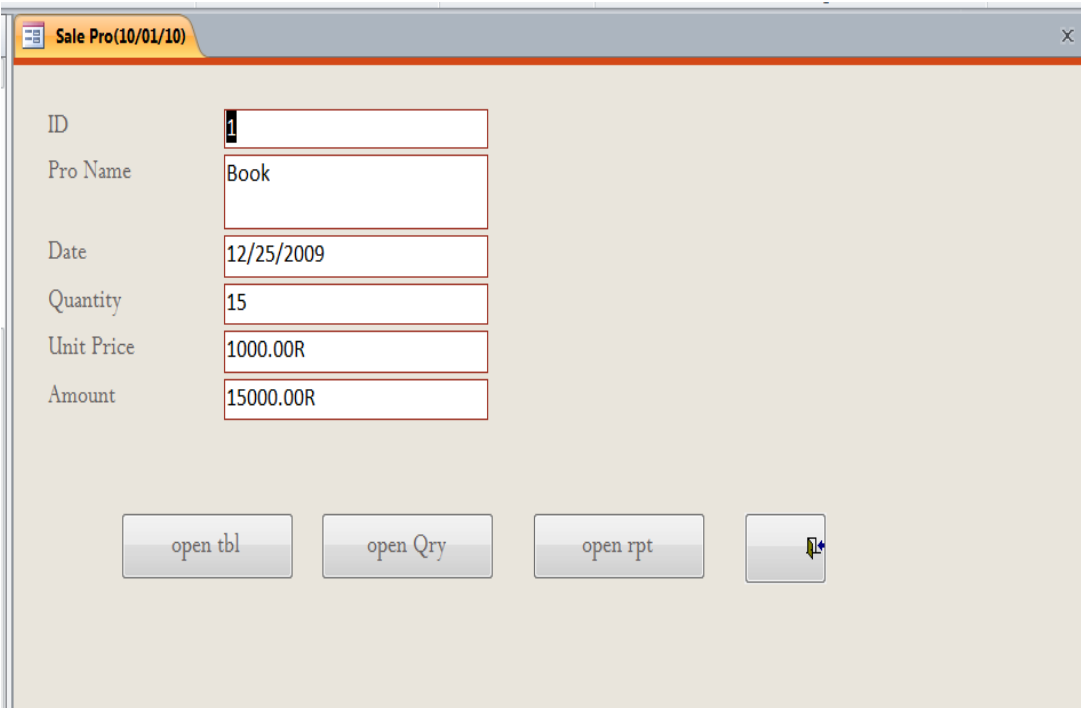 Sale Pro(10/01/10)
ID 1
Pro Name Book
Date 12/25/2009
Quantity 15
Unit Price 1000.00R
Amount 15000.00R
open tbl open Qry open rpt